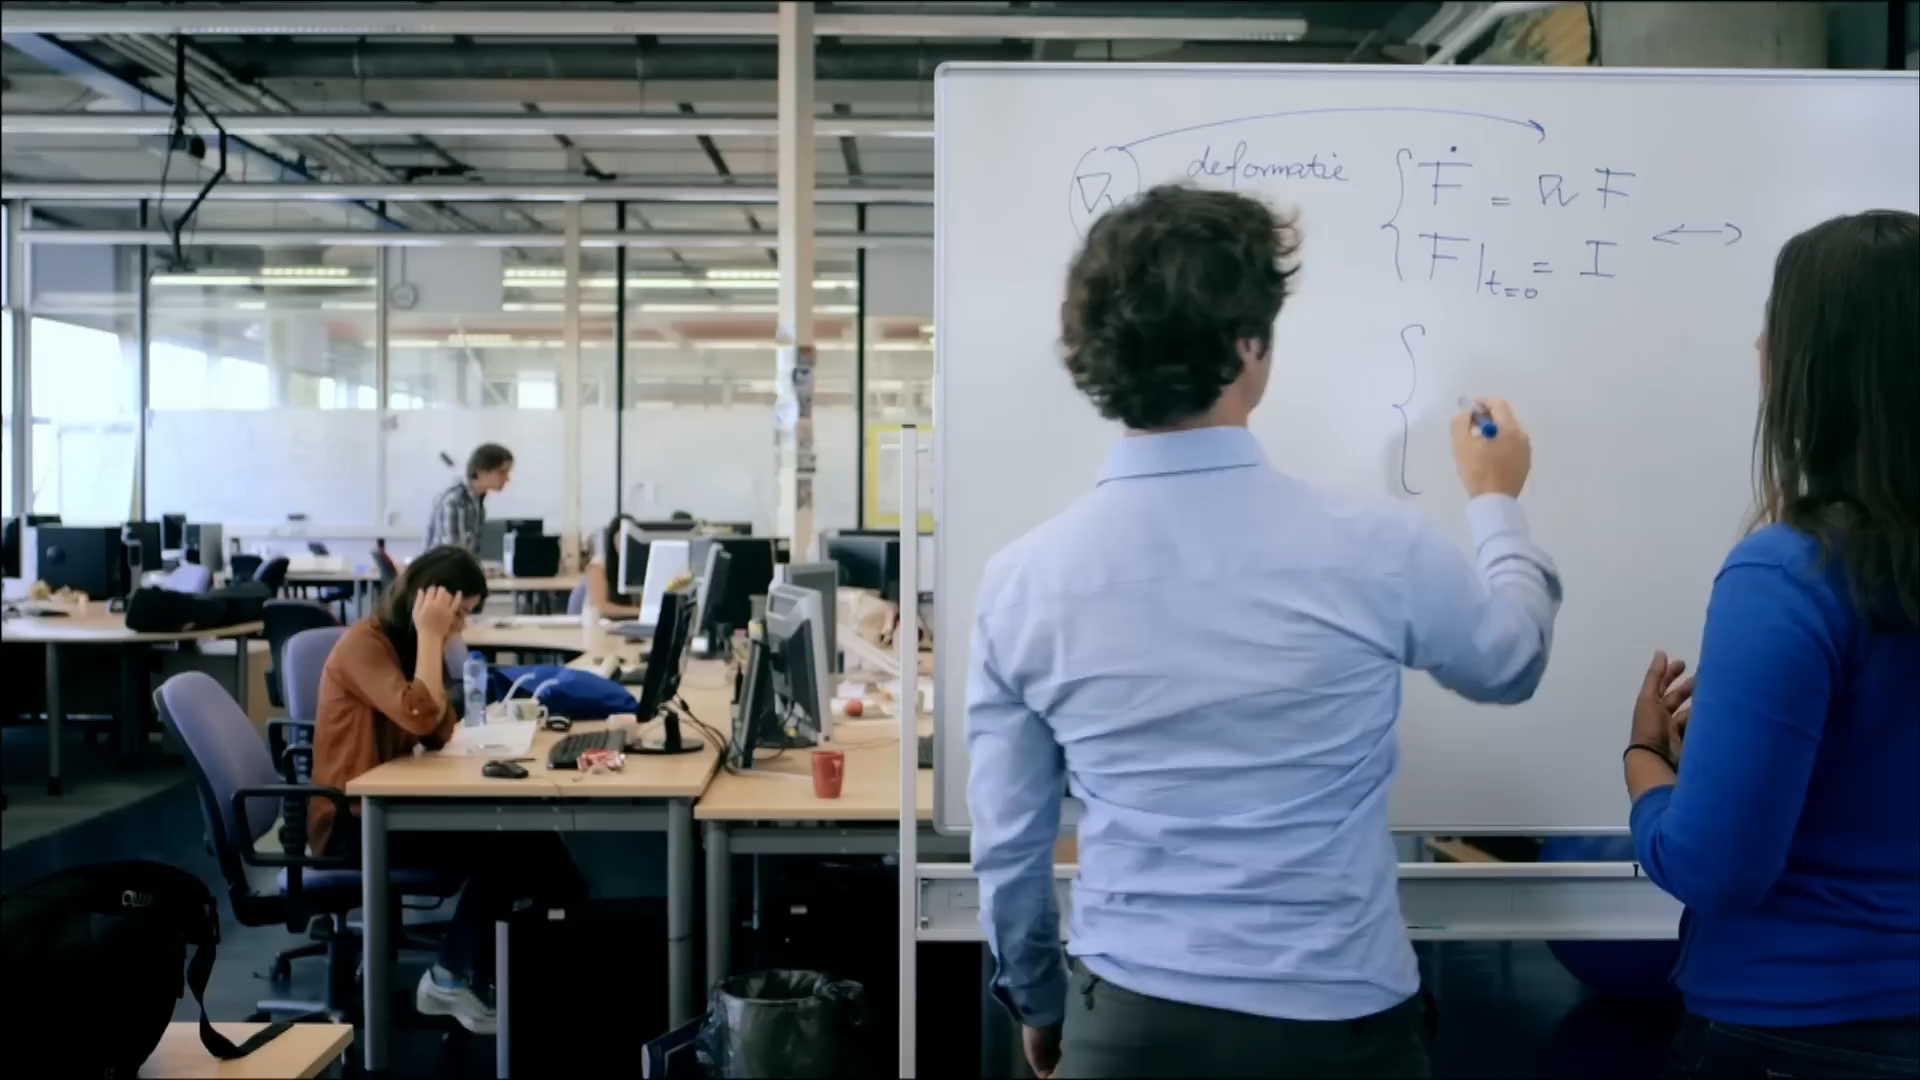 ∇v deformatie { Ḟ = ∇v F
F|t=0 = I ↔
{